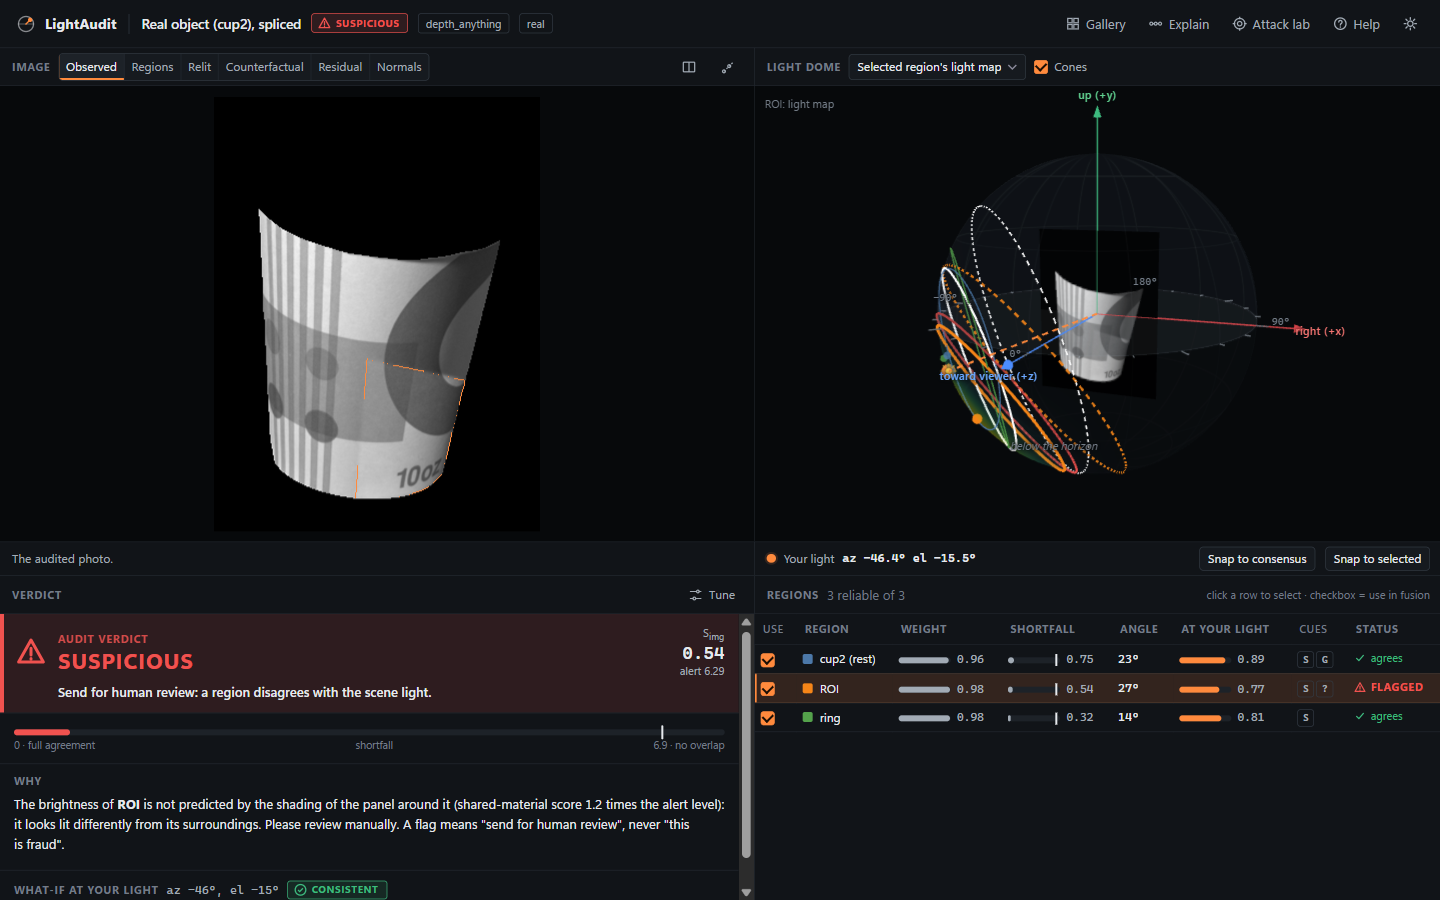 LightAudit
Real object (cup2), spliced
SUSPICIOUS
depth_anything
real
Gallery
Explain
Attack lab
Help
IMAGE
Observed
Regions
Relit
Counterfactual
Residual
Normals
LIGHT DOME
Selected region's light map
Cones
ROI: light map
up (+y)
180°
-90°
90°
right (+x)
0°
toward viewer (+z)
below the horizon
10oz
10oz
The audited photo.
Your light az −46.4° el −15.5°
Snap to consensus
Snap to selected
VERDICT
Tune
REGIONS 3 reliable of 3
click a row to select · checkbox = use in fusion
AUDIT VERDICT
SUSPICIOUS
Send for human review: a region disagrees with the scene light.
Simg
0.54
alert 6.29
0 · full agreement
shortfall
6.9 · no overlap
WHY
The brightness of ROI is not predicted by the shading of the panel around it (shared-material score 1.2 times the alert level):
it looks lit differently from its surroundings. Please review manually. A flag means "send for human review", never "this
is fraud".
WHAT-IF AT YOUR LIGHT az −46°, el −15° CONSISTENT
USE REGION WEIGHT SHORTFALL ANGLE AT YOUR LIGHT CUES STATUS
cup2 (rest) 0.96 0.75 23° 0.89 S G agrees
ROI 0.98 0.54 27° 0.77 S ? FLAGGED
ring 0.98 0.32 14° 0.81 S agrees